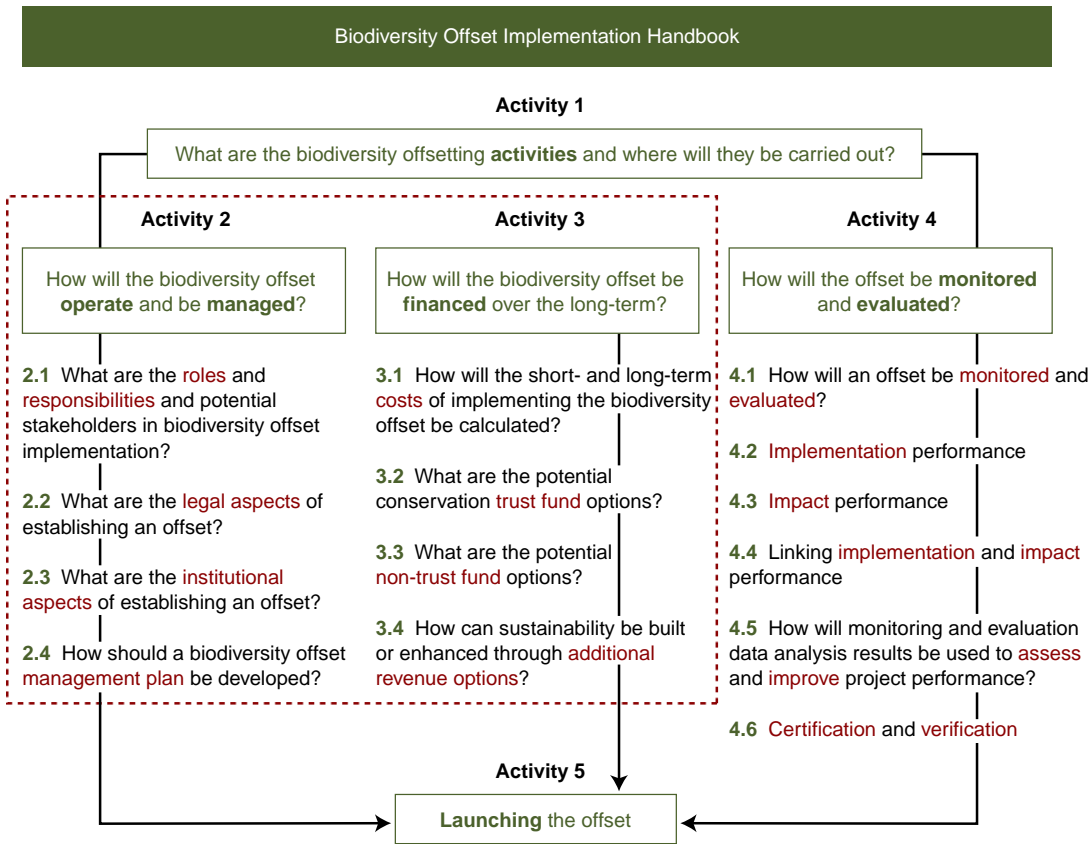 Biodiversity Offset Implementation Handbook
Activity 1
What are the biodiversity offsetting activities and where will they be carried out?
Activity 2
How will the biodiversity offset
operate and be managed?
2.1 What are the roles and
responsibilities and potential
stakeholders in biodiversity offset
implementation?
2.2 What are the legal aspects of
establishing an offset?
2.3 What are the institutional
aspects of establishing an offset?
2.4 How should a biodiversity offset
management plan be developed?
Activity 3
How will the biodiversity offset be
financed over the long-term?
3.1 How will the short- and long-term
costs of implementing the biodiversity
offset be calculated?
3.2 What are the potential
conservation trust fund options?
3.3 What are the potential
non-trust fund options?
3.4 How can sustainability be built
or enhanced through additional
revenue options?
Activity 4
How will the offset be monitored
and evaluated?
4.1 How will an offset be monitored and
evaluated?
4.2 Implementation performance
4.3 Impact performance
4.4 Linking implementation and impact
performance
4.5 How will monitoring and evaluation
data analysis results be used to assess
and improve project performance?
4.6 Certification and verification
Activity 5
Launching the offset